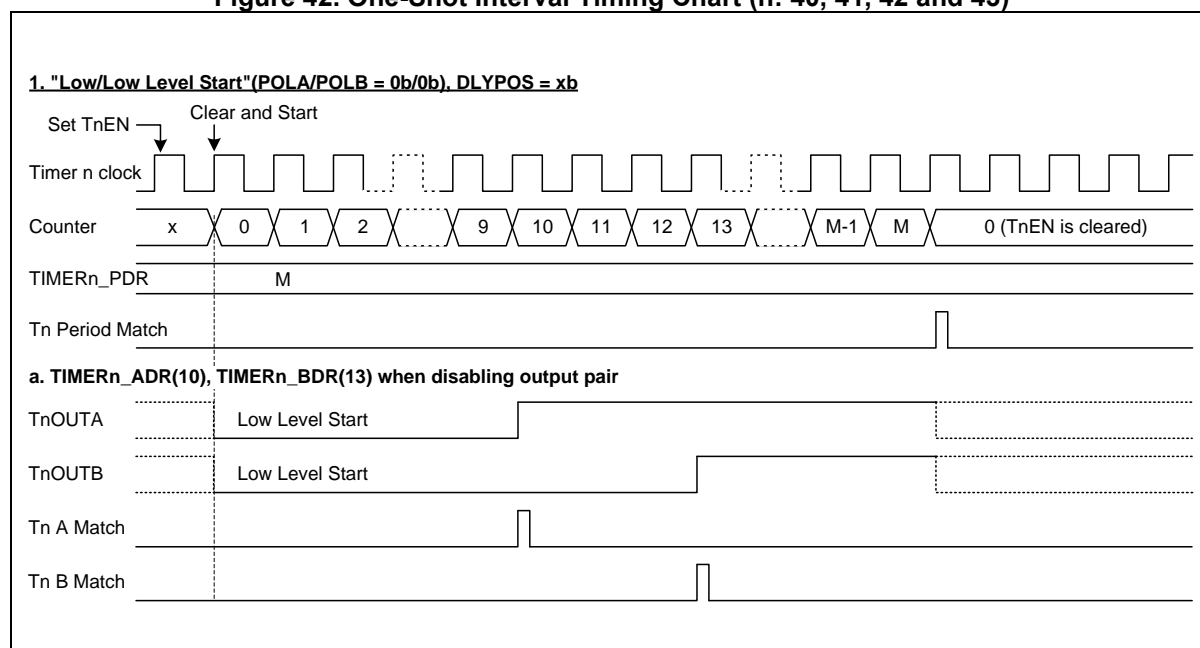 Figure 42. One-Shot Interval Timing Chart (n: 40, 41, 42 and 43)
1. "Low/Low Level Start"(POLA/POLB = 0b/0b), DLYPOS = xb
Set TnEN
Clear and Start
Timer n clock
Counter x 0 1 2 9 10 11 12 13 M-1 M 0 (TnEN is cleared)
TIMERn_PDR M
Tn Period Match
a. TIMERn_ADR(10), TIMERn_BDR(13) when disabling output pair
TnOUTA Low Level Start
TnOUTB Low Level Start
Tn A Match
Tn B Match